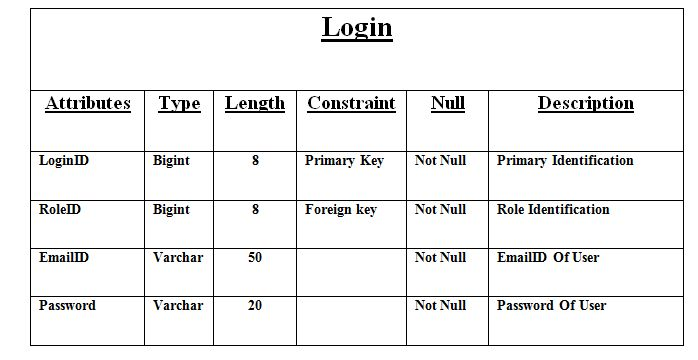 Login
Attributes Type Length Constraint Null Description
LoginID Bigint 8 Primary Key Not Null Primary Identification
RoleID Bigint 8 Foreign key Not Null Role Identification
EmailID Varchar 50 Not Null EmailID Of User
Password Varchar 20 Not Null Password Of User